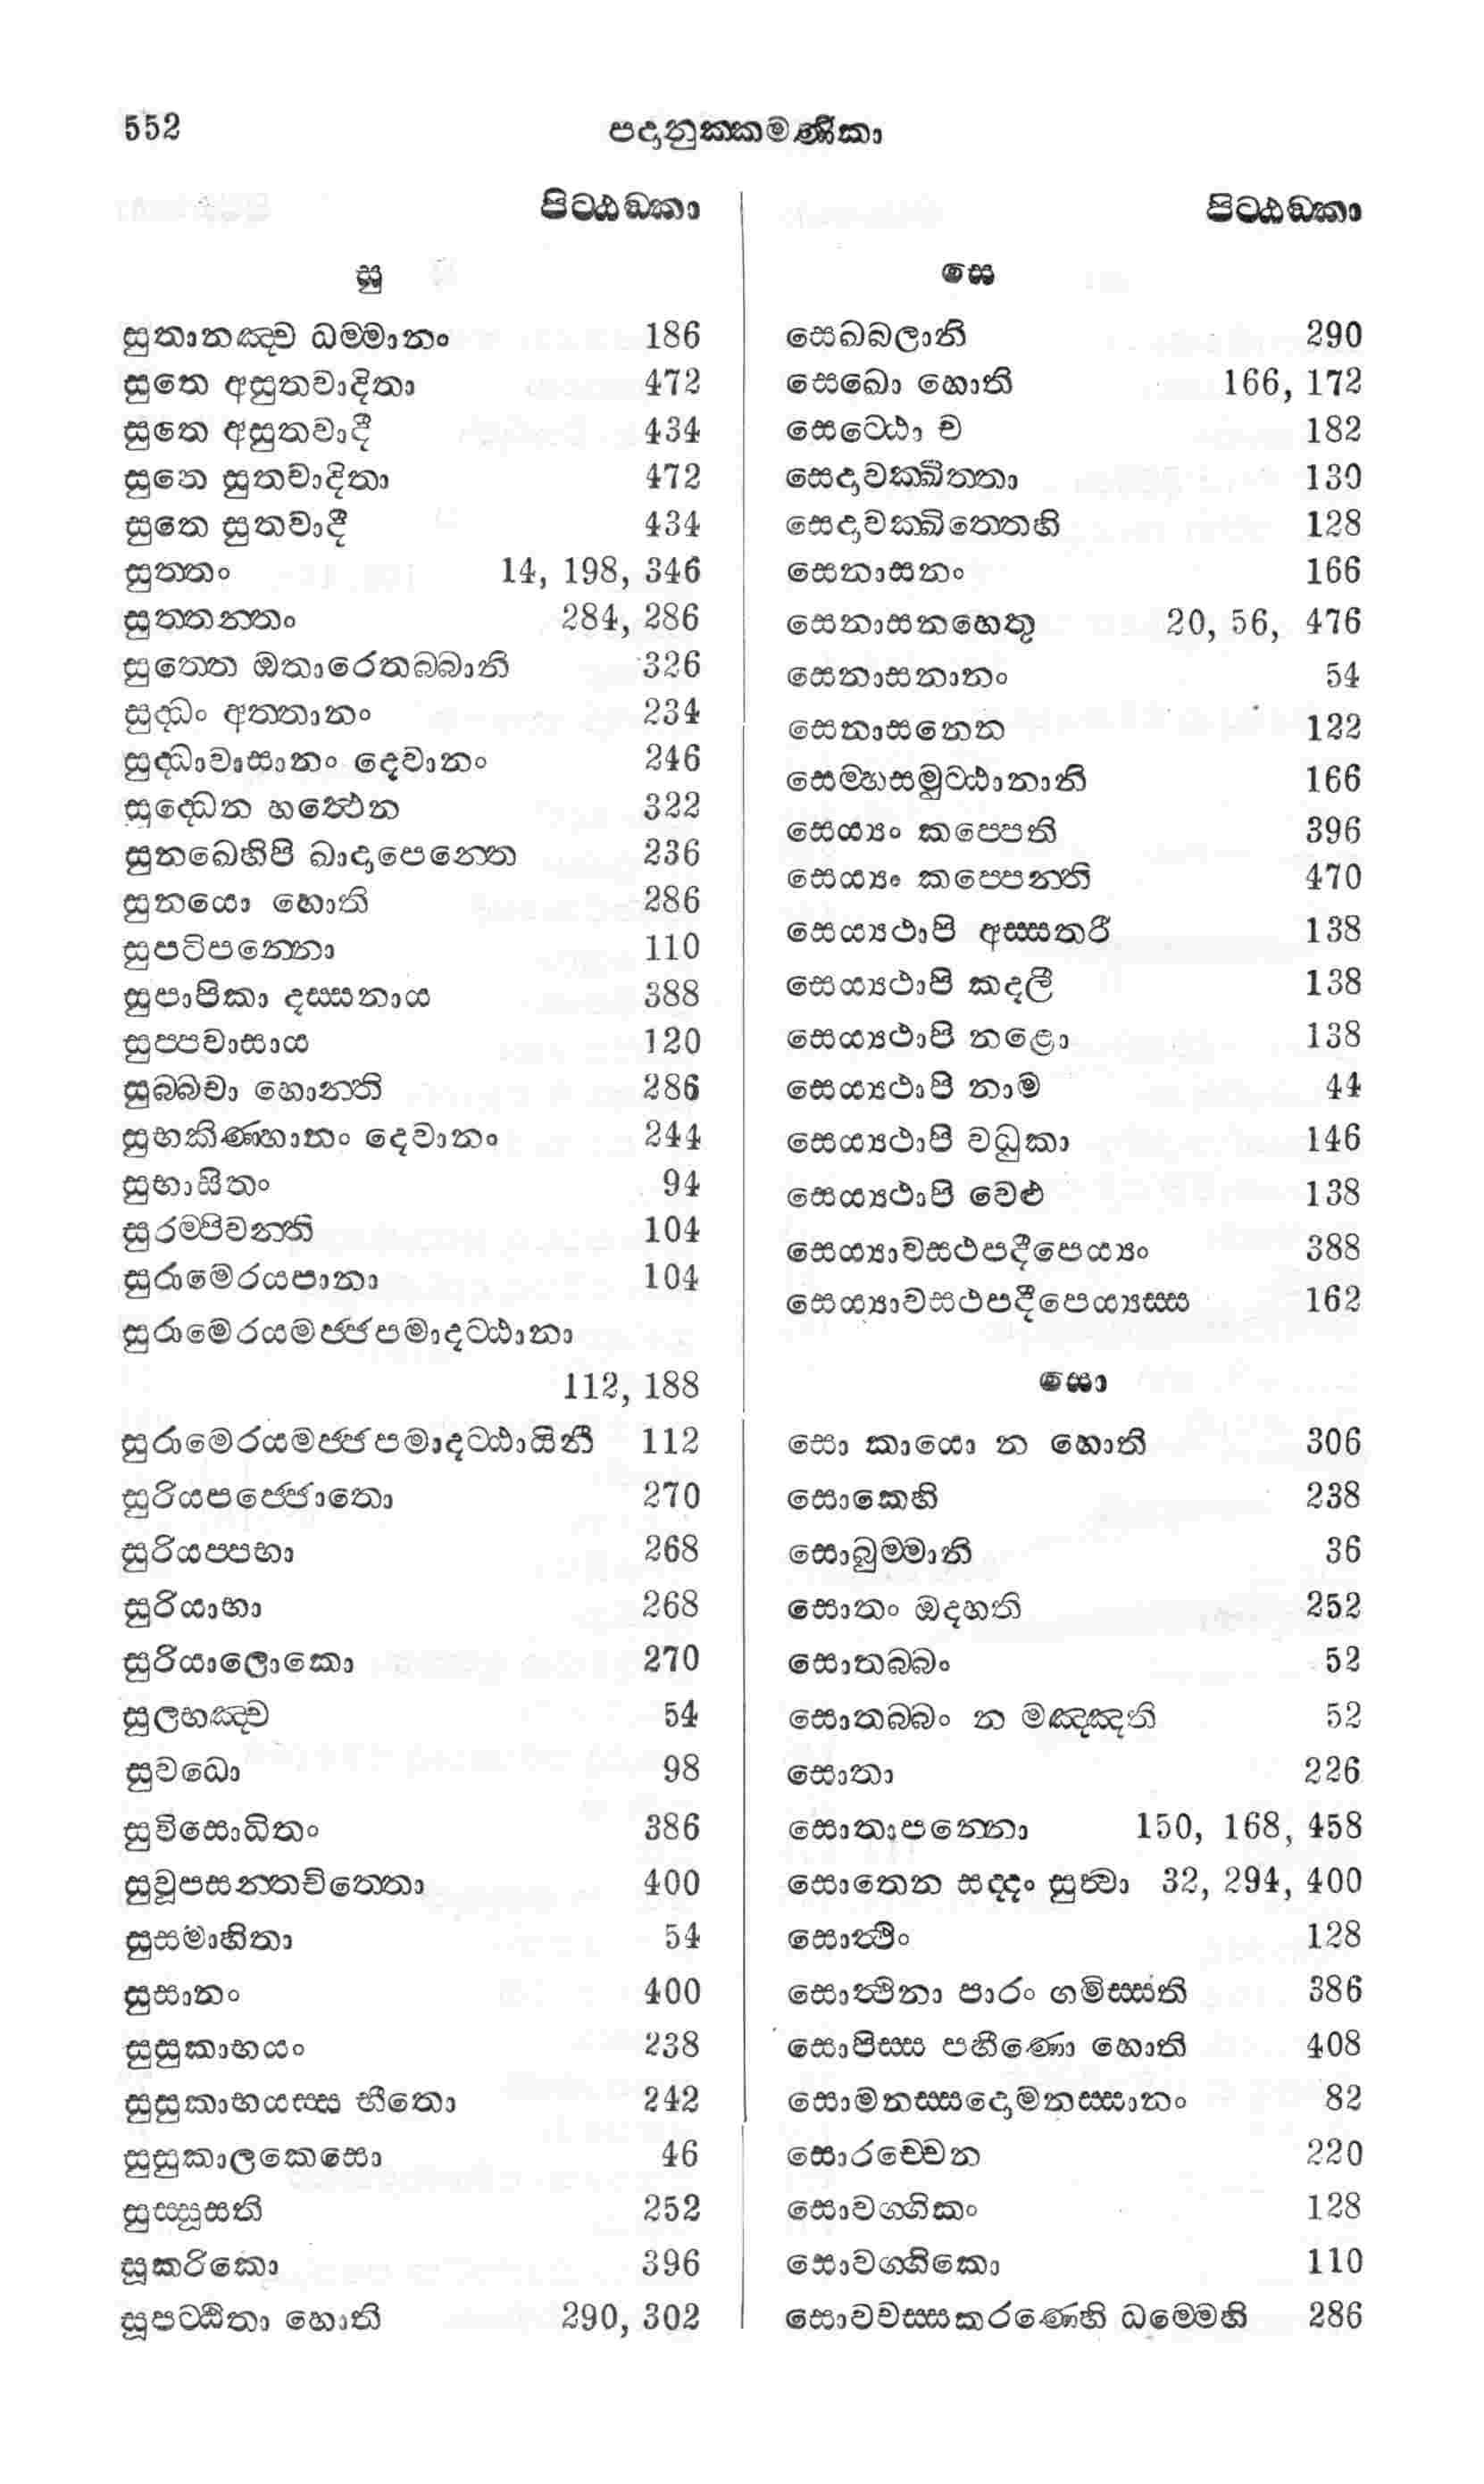 552
පදානුක්කමණිකා
පිට්ඨඞ්කා
සු
සුතානඤ්ච ධම්මානං 186
සුතෙ අසුතවාදිතා 472
සුතෙ අසුතවාදී 434
සුතෙ සුතවාදිතා 472
සුතෙ සුතවාදී 434
සුත්තං 14, 198, 346
සුත්තන්තං 284, 286
සුත්තෙ ඔතාරෙතබ්බානි 326
සුද්ධං අත්තානං 234
සුද්ධාවාසානං දෙවානං 246
සුද්ධෙන හත්ථෙන 322
සුනඛෙහිපි ඛාදාපෙන්තෙ 236
සුනයො හොති 286
සුපටිපන්නො 110
සුපාපිකා දස්සනාය 388
සුප්පවාසාය 120
සුබ්බචා හොන්ති 286
සුභකිණ්හානං දෙවානං 244
සුභාසිතං 94
සුරම්පිවන්ති 104
සුරාමෙරයපානා 104
සුරාමෙරයමජ්ජපමාදට්ඨානා
112, 188
සුරාමෙරයමජ්ජපමාදට්ඨායිනී 112
සුරියපජ්ජොතො 270
සුරියප්පභා 268
සුරියාභා 268
සුරියාලොකො 270
සුලභඤ්ච 54
සුවධො 98
සුවිසොධිතං 386
සුවූපසන්තචිත්තො 400
සුසමාහිතා 54
සුසානං 400
සුසුකාභයං 238
සුසුකාභයස්ස භීතො 242
සුසුකාලකෙසො 46
සුස්සූසති 252
සූකරිකො 396
සූපට්ඨිතා හොති 290, 302
පිට්ඨඞ්කා
සෙ
සෙඛබලානි 290
සෙඛො හොති 166, 172
සෙට්ඨො ච 182
සෙදාවක්ඛිත්තා 130
සෙදාවක්ඛිත්තෙහි 128
සෙනාසනං 166
සෙනාසනහෙතු 20, 56, 476
සෙනාසනානං 54
සෙනාසනෙන 122
සෙම්හසමුට්ඨානානි 166
සෙය්‍යං කප්පෙති 396
සෙය්‍යං කප්පෙන්ති 470
සෙය්‍යථාපි අස්සතරී 138
සෙය්‍යථාපි කදලී 138
සෙය්‍යථාපි නළො 138
සෙය්‍යථාපි නාම 44
සෙය්‍යථාපි වධුකා 146
සෙය්‍යථාපි වෙළු 138
සෙය්‍යාවසථපදීපෙය්‍යං 388
සෙය්‍යාවසථපදීපෙය්‍යස්ස 162
සො
සො කායො න හොති 306
සොකෙහි 238
සොබ්‍රුම්මානි 36
සොතං ඔදහති 252
සොතබ්බං 52
සොතබ්බං න මඤ්ඤති 52
සොතා 226
සොතාපන්නො 150, 168, 458
සොතෙන සද්දං සුත්වා 32, 294, 400
සොත්ථිං 128
සොත්ථිනා පාරං ගමිස්සති 386
සොපිස්ස පහීණො හොති 408
සොමනස්සදොමනස්සානං 82
සොරච්චෙන 220
සොවග්ගිකං 128
සොවග්ගිකො 110
සොවචස්සකරණෙහි ධම්මෙහි 286